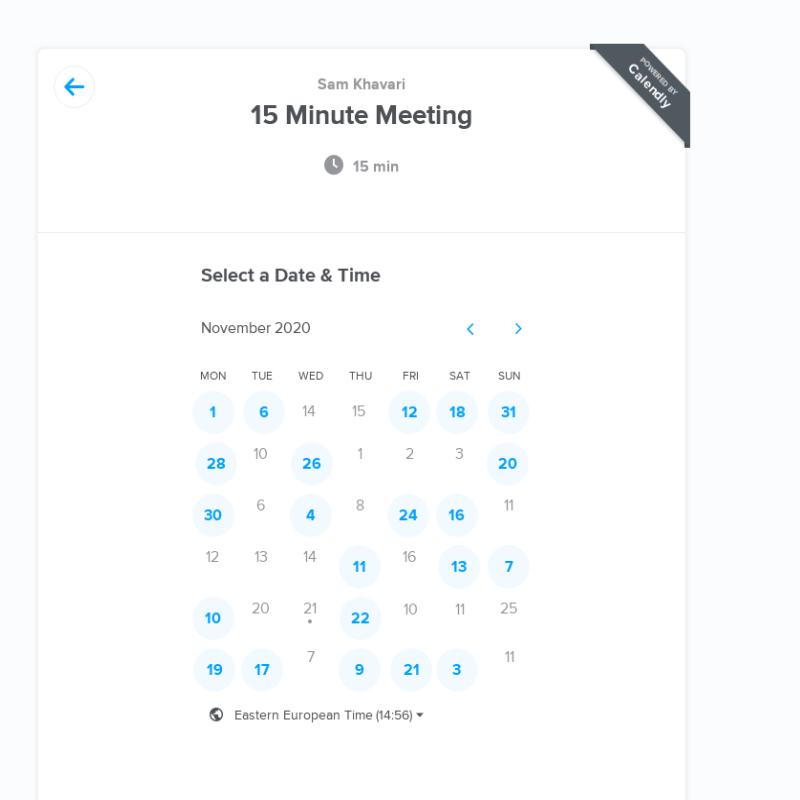 POWERED BY
Calendly
Sam Khavari
15 Minute Meeting
15 min
Select a Date & Time
November 2020
MON TUE WED THU FRI SAT SUN
1 6 14 15 12 18 31
28 10 26 1 2 3 20
30 6 4 8 24 16 11
12 13 14 11 16 13 7
10 20 21 22 10 11 25
19 17 7 9 21 3 11
Eastern European Time (14:56)